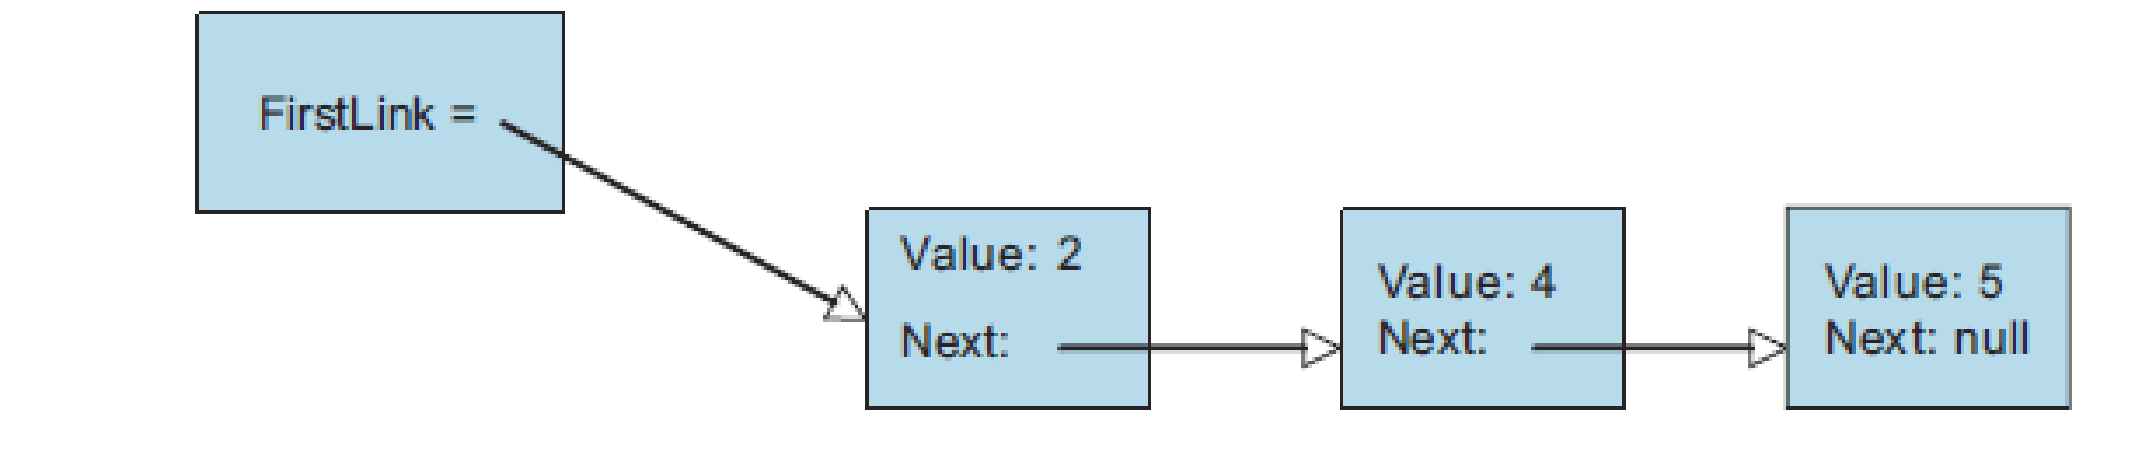 FirstLink =
Value: 2
Next:
Value: 4
Next:
Value: 5
Next: null